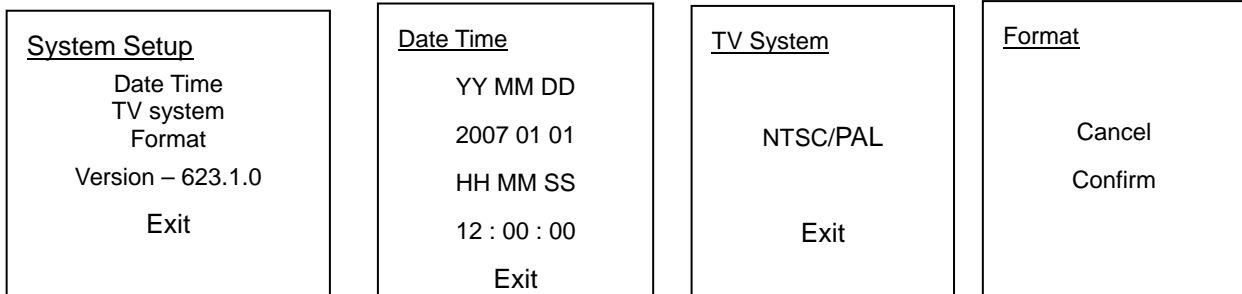 System Setup
Date Time
TV system
Format
Version – 623.1.0
Exit
Date Time
YY MM DD
2007 01 01
HH MM SS
12 : 00 : 00
Exit
TV System
NTSC/PAL
Exit
Format
Cancel
Confirm